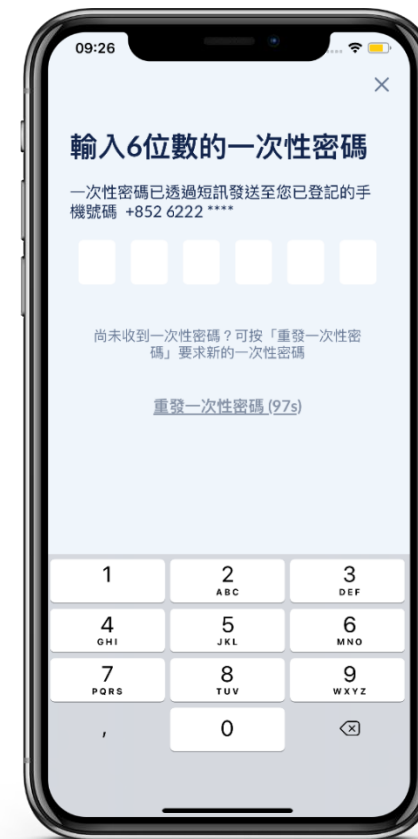 09:26
輸入6位數的一次性密碼
一次性密碼已透過短訊發送至您已登記的手
機號碼 +852 6222 ****
尚未收到一次性密碼？可按「重發一次性密
碼」要求新的一次性密碼
重發一次性密碼 (97s)
1 2 3
ABC DEF
4 5 6
GHI JKL MNO
7 8 9
PQRS TUV WXYZ
, 0